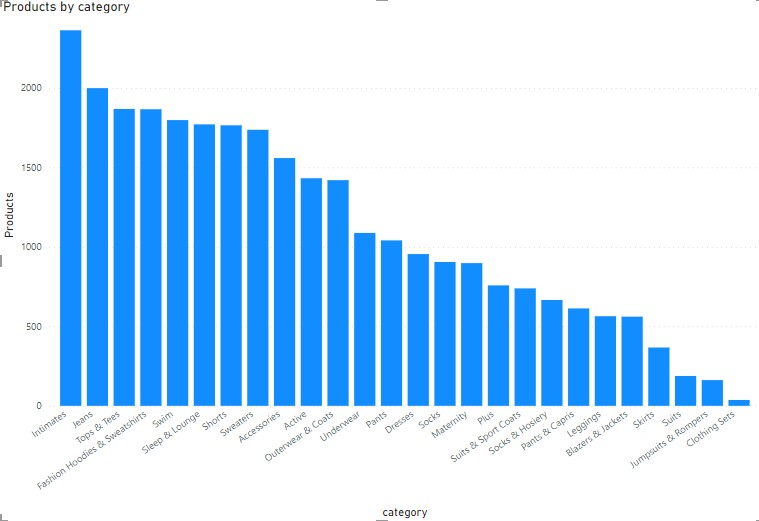 Products by category
Products
2000
1500
1000
500
0
Intimates
Jeans
Tops & Tees
Fashion Hoodies & Sweatshirts
Swim
Sleep & Lounge
Shorts
Sweaters
Accessories
Active
Outerwear & Coats
Underwear
Pants
Dresses
Socks
Maternity
Plus
Suits & Sport Coats
Socks & Hosiery
Pants & Capris
Leggings
Blazers & Jackets
Skirts
Suits
Jumpsuits & Rompers
Clothing Sets
category